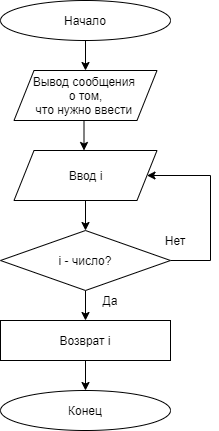 Начало
Вывод сообщения
о том,
что нужно ввести
Ввод i
i - число?
Нет
Да
Возврат i
Конец